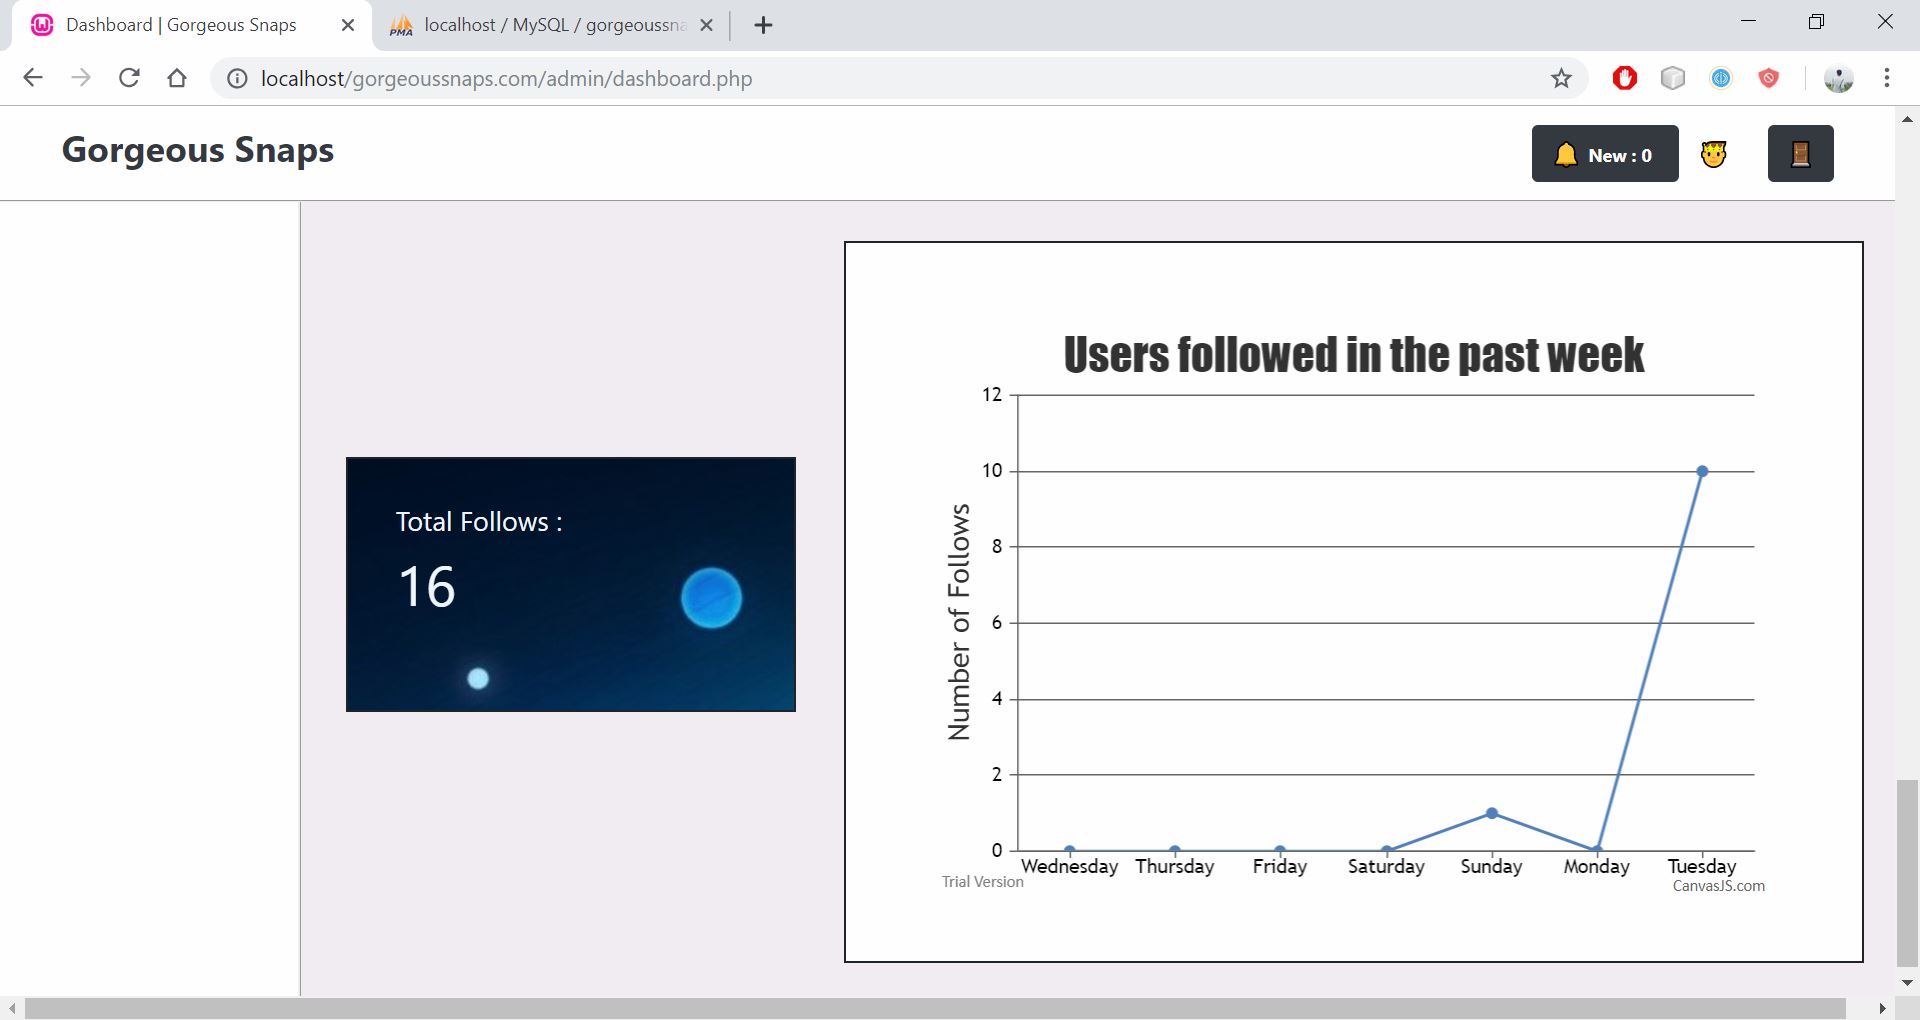 Dashboard | Gorgeous Snaps
localhost / MySQL / gorgeoussna
PMA
localhost/gorgeoussnaps.com/admin/dashboard.php
Gorgeous Snaps
New : 0
Total Follows :
16
Users followed in the past week
Number of Follows
12
10
8
6
4
2
0
Wednesday Thursday Friday Saturday Sunday Monday Tuesday
Trial Version
CanvasJS.com